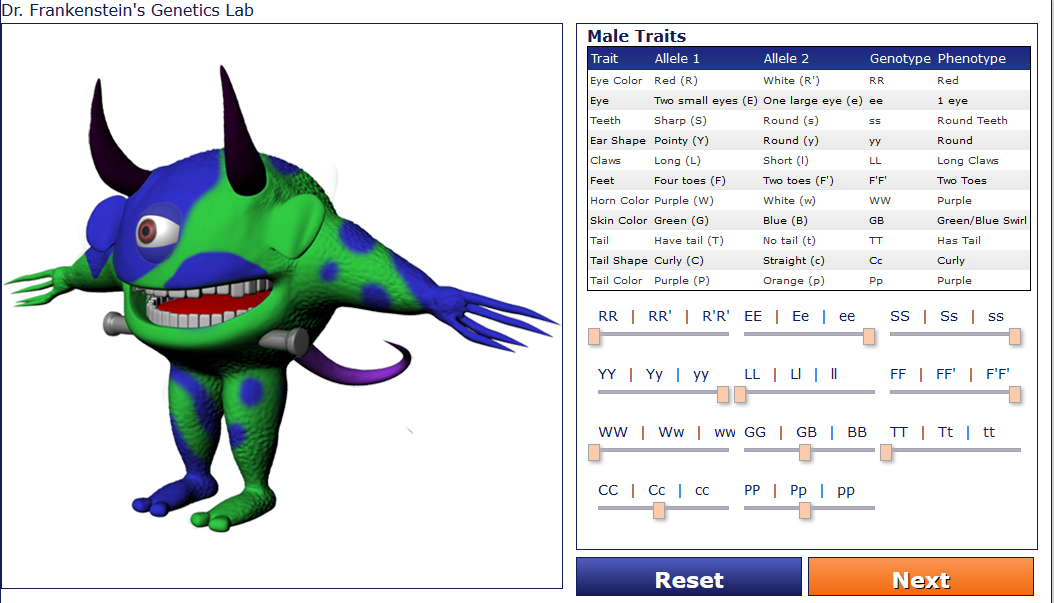 Dr. Frankenstein's Genetics Lab
Male Traits
Trait Allele 1 Allele 2 Genotype Phenotype
Eye Color Red (R) White (R') RR Red
Eye Two small eyes (E) One large eye (e) ee 1 eye
Teeth Sharp (S) Round (s) ss Round Teeth
Ear Shape Pointy (Y) Round (y) yy Round
Claws Long (L) Short (l) LL Long Claws
Feet Four toes (F) Two toes (F') F'F' Two Toes
Horn Color Purple (W) White (w) WW Purple
Skin Color Green (G) Blue (B) GB Green/Blue Swirl
Tail Have tail (T) No tail (t) TT Has Tail
Tail Shape Curly (C) Straight (c) Cc Curly
Tail Color Purple (P) Orange (p) Pp Purple
RR | RR' | R'R' EE | Ee | ee SS | Ss | ss
YY | Yy | yy LL | Ll | ll FF | FF' | F'F'
WW | Ww | ww GG | GB | BB TT | Tt | tt
CC | Cc | cc PP | Pp | pp
Reset Next